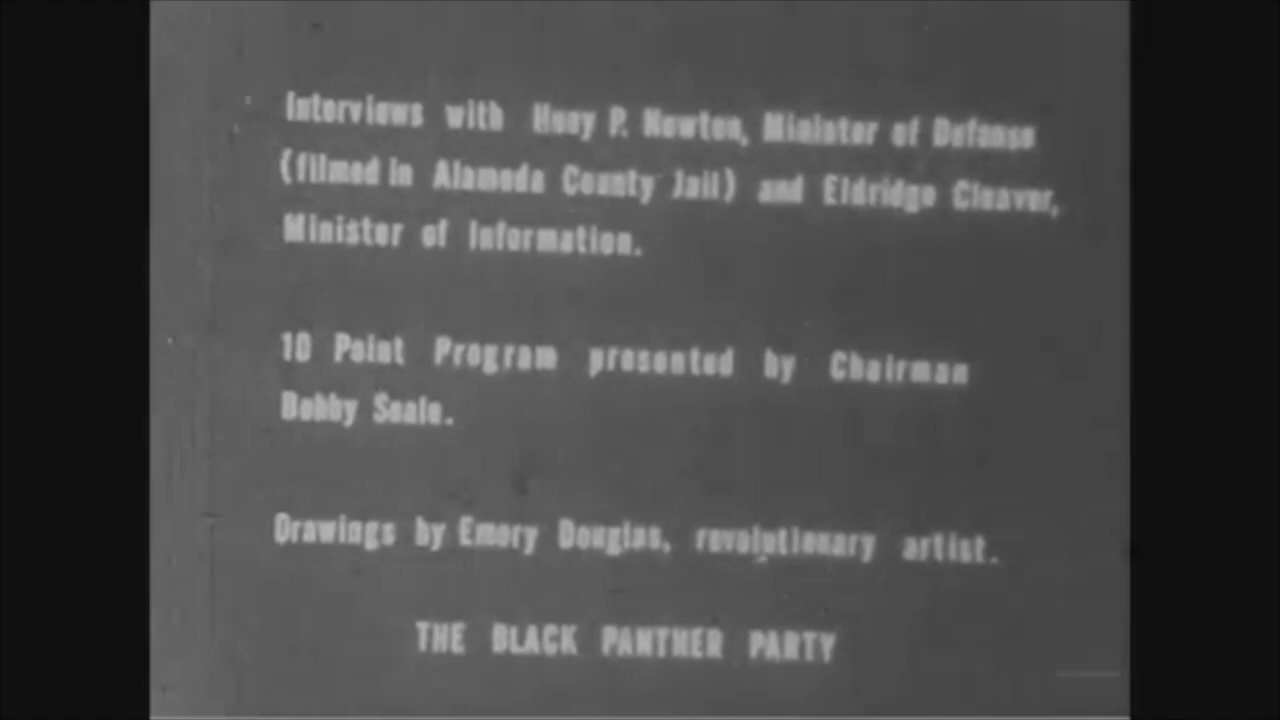 Interviews with Huey P. Newton, Minister of Defense
(filmed in Alameda County Jail) and Eldridge Cleaver,
Minister of Information.
10 Point Program presented by Chairman
Bobby Seale.
Drawings by Emory Douglas, revolutionary artist.
THE BLACK PANTHER PARTY